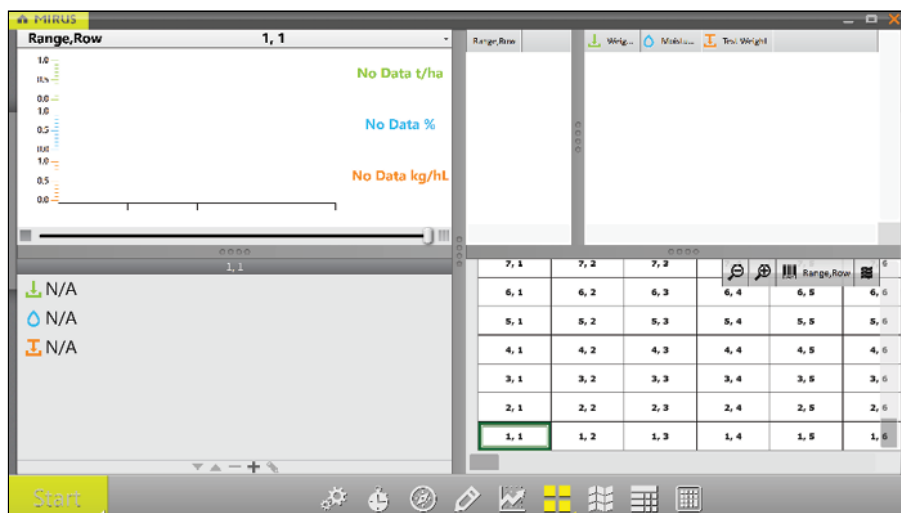 MIRUS
Range,Row 1, 1
Range,Row Weig... Moistu... Test Weight
1.0
0.5
0.0
No Data t/ha
1.0
0.5
0.0
No Data %
1.0
0.5
0.0
No Data kg/hL
1, 1
N/A
N/A
N/A
Range,Row
7, 1 7, 2 7, 3 6
6, 1 6, 2 6, 3 6, 4 6, 5 6, 6
5, 1 5, 2 5, 3 5, 4 5, 5 5, 6
4, 1 4, 2 4, 3 4, 4 4, 5 4, 6
3, 1 3, 2 3, 3 3, 4 3, 5 3, 6
2, 1 2, 2 2, 3 2, 4 2, 5 2, 6
1, 1 1, 2 1, 3 1, 4 1, 5 1, 6
Start